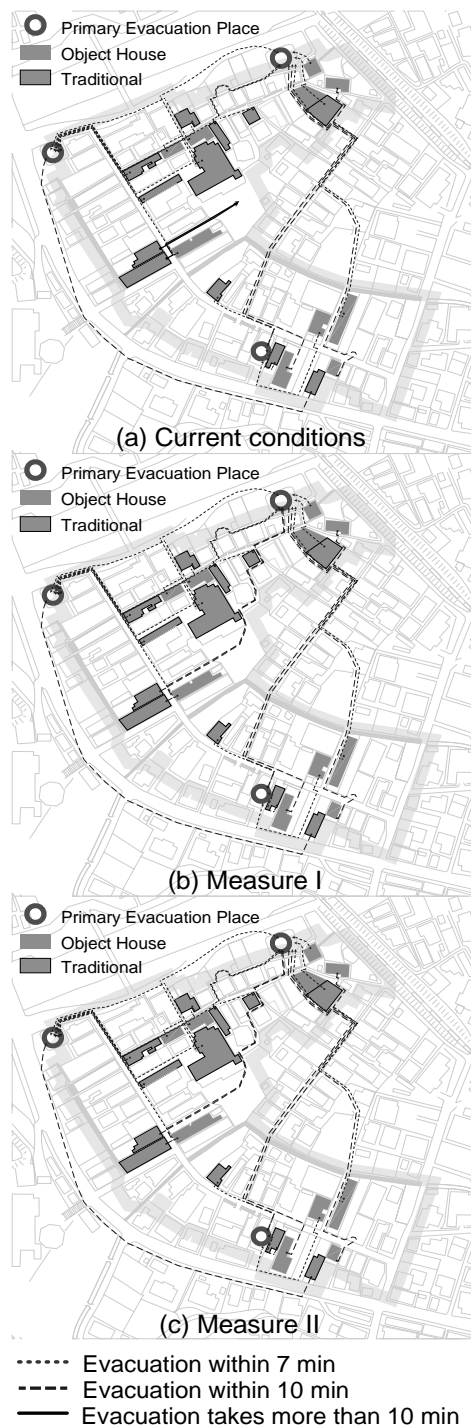 Primary Evacuation Place
Object House
Traditional
(a) Current conditions
Primary Evacuation Place
Object House
Traditional
(b) Measure I
Primary Evacuation Place
Object House
Traditional
(c) Measure II
Evacuation within 7 min
Evacuation within 10 min
Evacuation takes more than 10 min